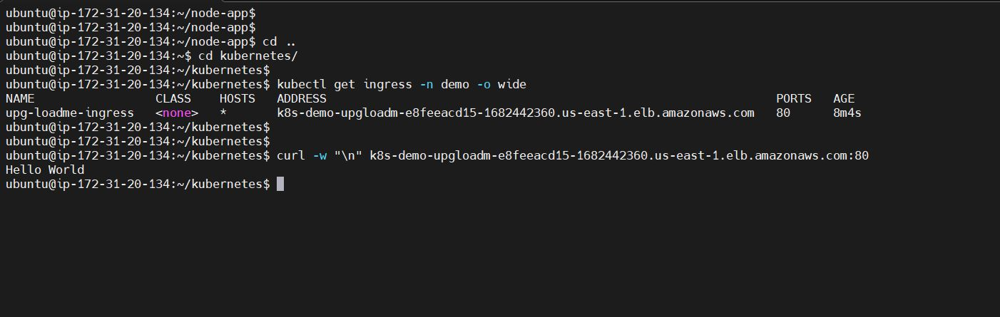 ubuntu@ip-172-31-20-134:~/node-app$
ubuntu@ip-172-31-20-134:~/node-app$
ubuntu@ip-172-31-20-134:~/node-app$ cd ..
ubuntu@ip-172-31-20-134:~$ cd kubernetes/
ubuntu@ip-172-31-20-134:~/kubernetes$
ubuntu@ip-172-31-20-134:~/kubernetes$ kubectl get ingress -n demo -o wide
NAME CLASS HOSTS ADDRESS PORTS AGE
upg-loadme-ingress <none> * k8s-demo-upgloadm-e8feeacd15-1682442360.us-east-1.elb.amazonaws.com 80 8m4s
ubuntu@ip-172-31-20-134:~/kubernetes$
ubuntu@ip-172-31-20-134:~/kubernetes$
ubuntu@ip-172-31-20-134:~/kubernetes$ curl -w "\n" k8s-demo-upgloadm-e8feeacd15-1682442360.us-east-1.elb.amazonaws.com:80
Hello World
ubuntu@ip-172-31-20-134:~/kubernetes$